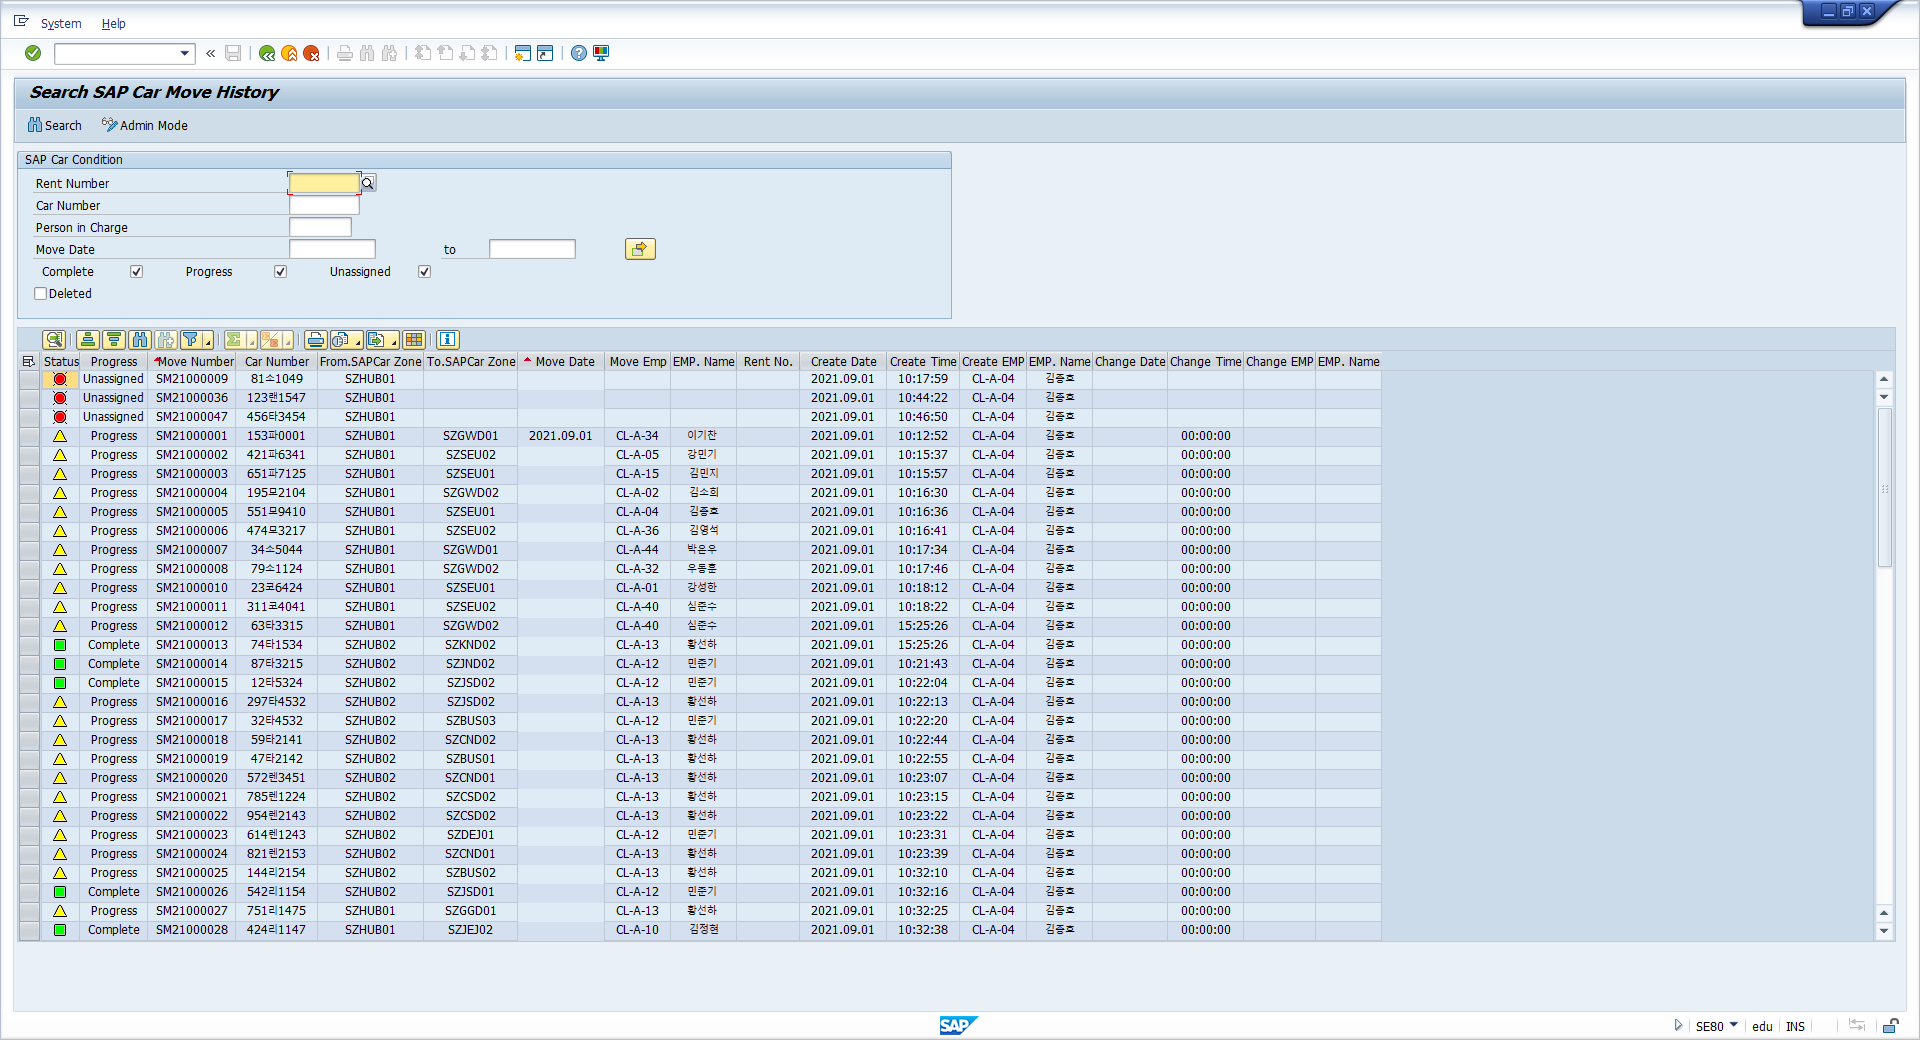 System Help
Search SAP Car Move History
Search Admin Mode
SAP Car Condition
Rent Number
Car Number
Person in Charge
Move Date to
Complete Progress Unassigned
Deleted
Status Progress Move Number Car Number From.SAPCar Zone To.SAPCar Zone Move Date Move Emp EMP. Name Rent No. Create Date Create Time Create EMP EMP. Name Change Date Change Time Change EMP EMP. Name
Unassigned SM21000009 81소1049 SZHUB01 2021.09.01 10:17:59 CL-A-04 김종호
Unassigned SM21000036 123랜1547 SZHUB01 2021.09.01 10:44:22 CL-A-04 김종호
Unassigned SM21000047 456타3454 SZHUB01 2021.09.01 10:46:50 CL-A-04 김종호
Progress SM21000001 153파0001 SZHUB01 SZGWD01 2021.09.01 CL-A-34 이기찬 2021.09.01 10:12:52 CL-A-04 김종호 00:00:00
Progress SM21000002 421파6341 SZHUB01 SZSEU02 CL-A-05 강민기 2021.09.01 10:15:37 CL-A-04 김종호 00:00:00
Progress SM21000003 651파7125 SZHUB01 SZSEU01 CL-A-15 김민지 2021.09.01 10:15:57 CL-A-04 김종호 00:00:00
Progress SM21000004 195모2104 SZHUB01 SZGWD02 CL-A-02 김소희 2021.09.01 10:16:30 CL-A-04 김종호 00:00:00
Progress SM21000005 551모9410 SZHUB01 SZSEU01 CL-A-04 김종호 2021.09.01 10:16:36 CL-A-04 김종호 00:00:00
Progress SM21000006 474모3217 SZHUB01 SZSEU02 CL-A-36 김영석 2021.09.01 10:16:41 CL-A-04 김종호 00:00:00
Progress SM21000007 34소5044 SZHUB01 SZGWD01 CL-A-44 박은우 2021.09.01 10:17:34 CL-A-04 김종호 00:00:00
Progress SM21000008 79소1124 SZHUB01 SZGWD02 CL-A-32 우동훈 2021.09.01 10:17:46 CL-A-04 김종호 00:00:00
Progress SM21000010 23코6424 SZHUB01 SZSEU01 CL-A-01 강성한 2021.09.01 10:18:12 CL-A-04 김종호 00:00:00
Progress SM21000011 311코4041 SZHUB01 SZSEU02 CL-A-40 심준수 2021.09.01 10:18:22 CL-A-04 김종호 00:00:00
Progress SM21000012 63타3315 SZHUB01 SZGWD02 CL-A-40 심준수 2021.09.01 15:25:26 CL-A-04 김종호 00:00:00
Complete SM21000013 74타1534 SZHUB02 SZKND02 CL-A-13 황선하 2021.09.01 15:25:26 CL-A-04 김종호 00:00:00
Complete SM21000014 87타3215 SZHUB02 SZJND02 CL-A-12 민준기 2021.09.01 10:21:43 CL-A-04 김종호 00:00:00
Complete SM21000015 12타5324 SZHUB02 SZJSD02 CL-A-12 민준기 2021.09.01 10:22:04 CL-A-04 김종호 00:00:00
Progress SM21000016 297타4532 SZHUB02 SZJSD02 CL-A-13 황선하 2021.09.01 10:22:13 CL-A-04 김종호 00:00:00
Progress SM21000017 32타4532 SZHUB02 SZBUS03 CL-A-12 민준기 2021.09.01 10:22:20 CL-A-04 김종호 00:00:00
Progress SM21000018 59타2141 SZHUB02 SZCND02 CL-A-13 황선하 2021.09.01 10:22:44 CL-A-04 김종호 00:00:00
Progress SM21000019 47타2142 SZHUB02 SZBUS01 CL-A-13 황선하 2021.09.01 10:22:55 CL-A-04 김종호 00:00:00
Progress SM21000020 572렌3451 SZHUB02 SZCND01 CL-A-13 황선하 2021.09.01 10:23:07 CL-A-04 김종호 00:00:00
Progress SM21000021 785렌1224 SZHUB02 SZCSD02 CL-A-13 황선하 2021.09.01 10:23:15 CL-A-04 김종호 00:00:00
Progress SM21000022 954렌2143 SZHUB02 SZCSD02 CL-A-13 황선하 2021.09.01 10:23:22 CL-A-04 김종호 00:00:00
Progress SM21000023 614렌1243 SZHUB02 SZDEJ01 CL-A-12 민준기 2021.09.01 10:23:31 CL-A-04 김종호 00:00:00
Progress SM21000024 821렌2153 SZHUB02 SZCND01 CL-A-13 황선하 2021.09.01 10:23:39 CL-A-04 김종호 00:00:00
Progress SM21000025 144리2154 SZHUB02 SZBUS02 CL-A-13 황선하 2021.09.01 10:32:10 CL-A-04 김종호 00:00:00
Complete SM21000026 542리1154 SZHUB02 SZJSD01 CL-A-12 민준기 2021.09.01 10:32:16 CL-A-04 김종호 00:00:00
Progress SM21000027 751리1475 SZHUB01 SZGGD01 CL-A-13 황선하 2021.09.01 10:32:25 CL-A-04 김종호 00:00:00
Complete SM21000028 424리1147 SZHUB01 SZJEJ02 CL-A-10 김정현 2021.09.01 10:32:38 CL-A-04 김종호 00:00:00
SAP SE80 edu INS